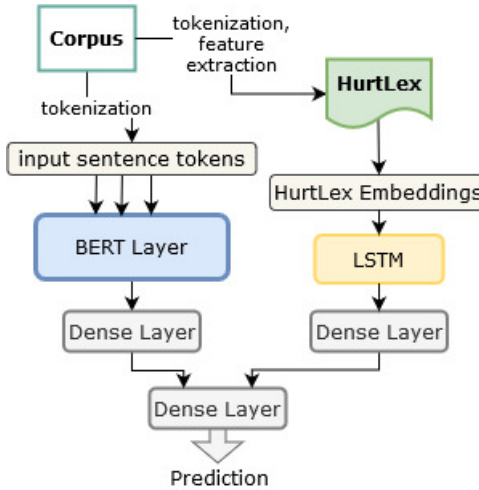 Corpus
tokenization,
feature
extraction
HurtLex
tokenization
input sentence tokens
HurtLex Embeddings
BERT Layer
LSTM
Dense Layer
Dense Layer
Dense Layer
Prediction